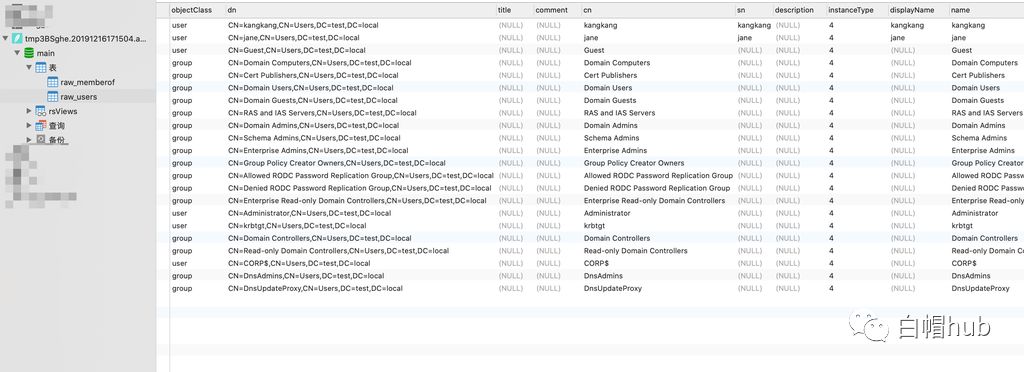 tmp3BSghe.20191216171504.a...
main
表
raw_memberof
raw_users
rsViews
查询
备份
objectClass dn title comment cn sn description instanceType displayName name
user CN=kangkang,CN=Users,DC=test,DC=local (NULL) (NULL) kangkang kangkang (NULL) 4 kangkang kangkang
user CN=jane,CN=Users,DC=test,DC=local (NULL) (NULL) jane jane (NULL) 4 jane jane
user CN=Guest,CN=Users,DC=test,DC=local (NULL) (NULL) Guest (NULL) (NULL) 4 (NULL) Guest
group CN=Domain Computers,CN=Users,DC=test,DC=local (NULL) (NULL) Domain Computers (NULL) (NULL) 4 (NULL) Domain Computers
group CN=Cert Publishers,CN=Users,DC=test,DC=local (NULL) (NULL) Cert Publishers (NULL) (NULL) 4 (NULL) Cert Publishers
group CN=Domain Users,CN=Users,DC=test,DC=local (NULL) (NULL) Domain Users (NULL) (NULL) 4 (NULL) Domain Users
group CN=Domain Guests,CN=Users,DC=test,DC=local (NULL) (NULL) Domain Guests (NULL) (NULL) 4 (NULL) Domain Guests
group CN=RAS and IAS Servers,CN=Users,DC=test,DC=local (NULL) (NULL) RAS and IAS Servers (NULL) (NULL) 4 (NULL) RAS and IAS Servers
group CN=Domain Admins,CN=Users,DC=test,DC=local (NULL) (NULL) Domain Admins (NULL) (NULL) 4 (NULL) Domain Admins
group CN=Schema Admins,CN=Users,DC=test,DC=local (NULL) (NULL) Schema Admins (NULL) (NULL) 4 (NULL) Schema Admins
group CN=Enterprise Admins,CN=Users,DC=test,DC=local (NULL) (NULL) Enterprise Admins (NULL) (NULL) 4 (NULL) Enterprise Admins
group CN=Group Policy Creator Owners,CN=Users,DC=test,DC=local (NULL) (NULL) Group Policy Creator Owners (NULL) (NULL) 4 (NULL) Group Policy Creator
group CN=Allowed RODC Password Replication Group,CN=Users,DC=test,DC=local (NULL) (NULL) Allowed RODC Password Replication Group (NULL) (NULL) 4 (NULL) Allowed RODC Passwor
group CN=Denied RODC Password Replication Group,CN=Users,DC=test,DC=local (NULL) (NULL) Denied RODC Password Replication Group (NULL) (NULL) 4 (NULL) Denied RODC Password
group CN=Enterprise Read-only Domain Controllers,CN=Users,DC=test,DC=local (NULL) (NULL) Enterprise Read-only Domain Controllers (NULL) (NULL) 4 (NULL) Enterprise Read-only D
user CN=Administrator,CN=Users,DC=test,DC=local (NULL) (NULL) Administrator (NULL) (NULL) 4 (NULL) Administrator
user CN=krbtgt,CN=Users,DC=test,DC=local (NULL) (NULL) krbtgt (NULL) (NULL) 4 (NULL) krbtgt
group CN=Domain Controllers,CN=Users,DC=test,DC=local (NULL) (NULL) Domain Controllers (NULL) (NULL) 4 (NULL) Domain Controllers
group CN=Read-only Domain Controllers,CN=Users,DC=test,DC=local (NULL) (NULL) Read-only Domain Controllers (NULL) (NULL) 4 (NULL) Read-only Domain Co
user CN=CORP$,CN=Users,DC=test,DC=local (NULL) (NULL) CORP$ (NULL) (NULL) 4 (NULL) CORP$
group CN=DnsAdmins,CN=Users,DC=test,DC=local (NULL) (NULL) DnsAdmins (NULL) (NULL) 4 (NULL) DnsAdmins
group CN=DnsUpdateProxy,CN=Users,DC=test,DC=local (NULL) (NULL) DnsUpdateProxy (NULL) (NULL) 4 (NULL) DnsUpdateProxy
白帽hub